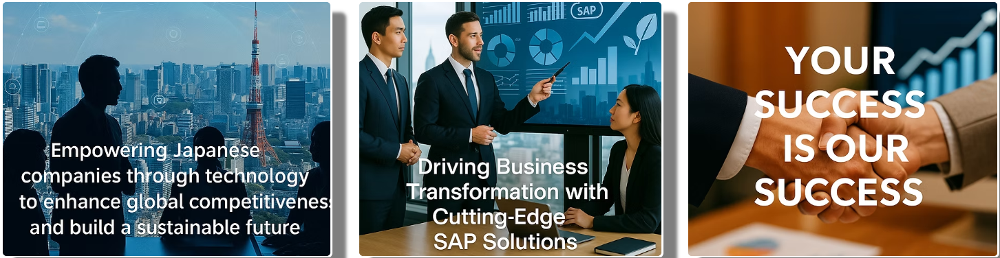 Empowering Japanese
companies through technology
to enhance global competitiveness
and build a sustainable future
SAP
Driving Business
Transformation with
Cutting-Edge
SAP Solutions
YOUR
SUCCESS
IS OUR
SUCCESS